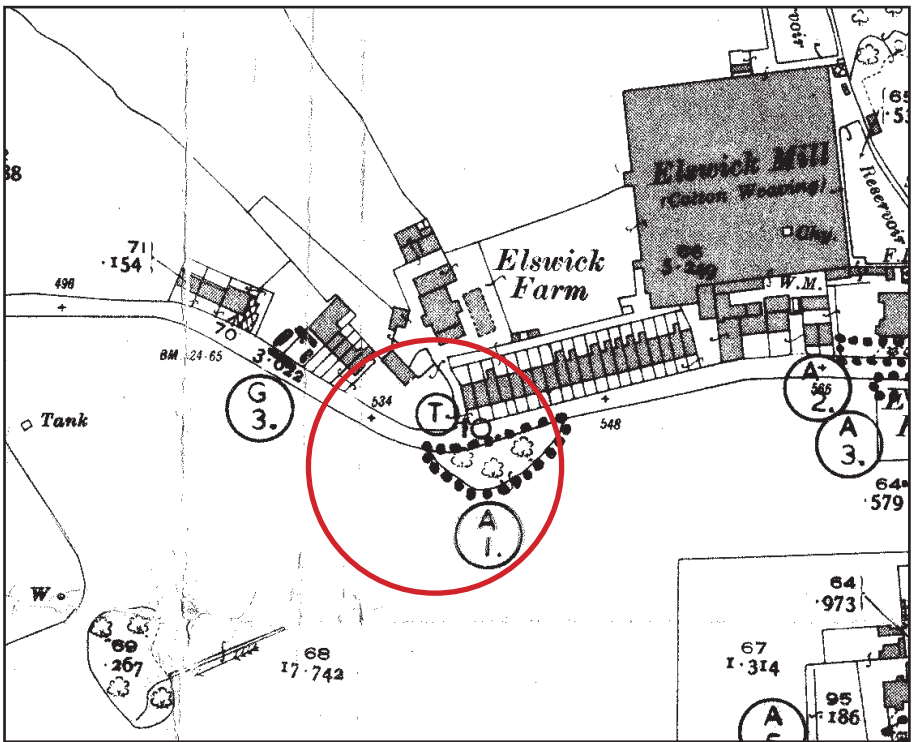 Elswick Mill
(Cotton Weaving)
Chy.
66
5·249
W.M.
Reservoir
Elswick
Farm
71
·154
496
70
3·022
BM 24·65
G
3.
534
T
548
A
1.
A
2.
565
A
3.
64
·579
Tank
W
69
·267
68
17·742
64
·973
67
1·314
95
·186
A